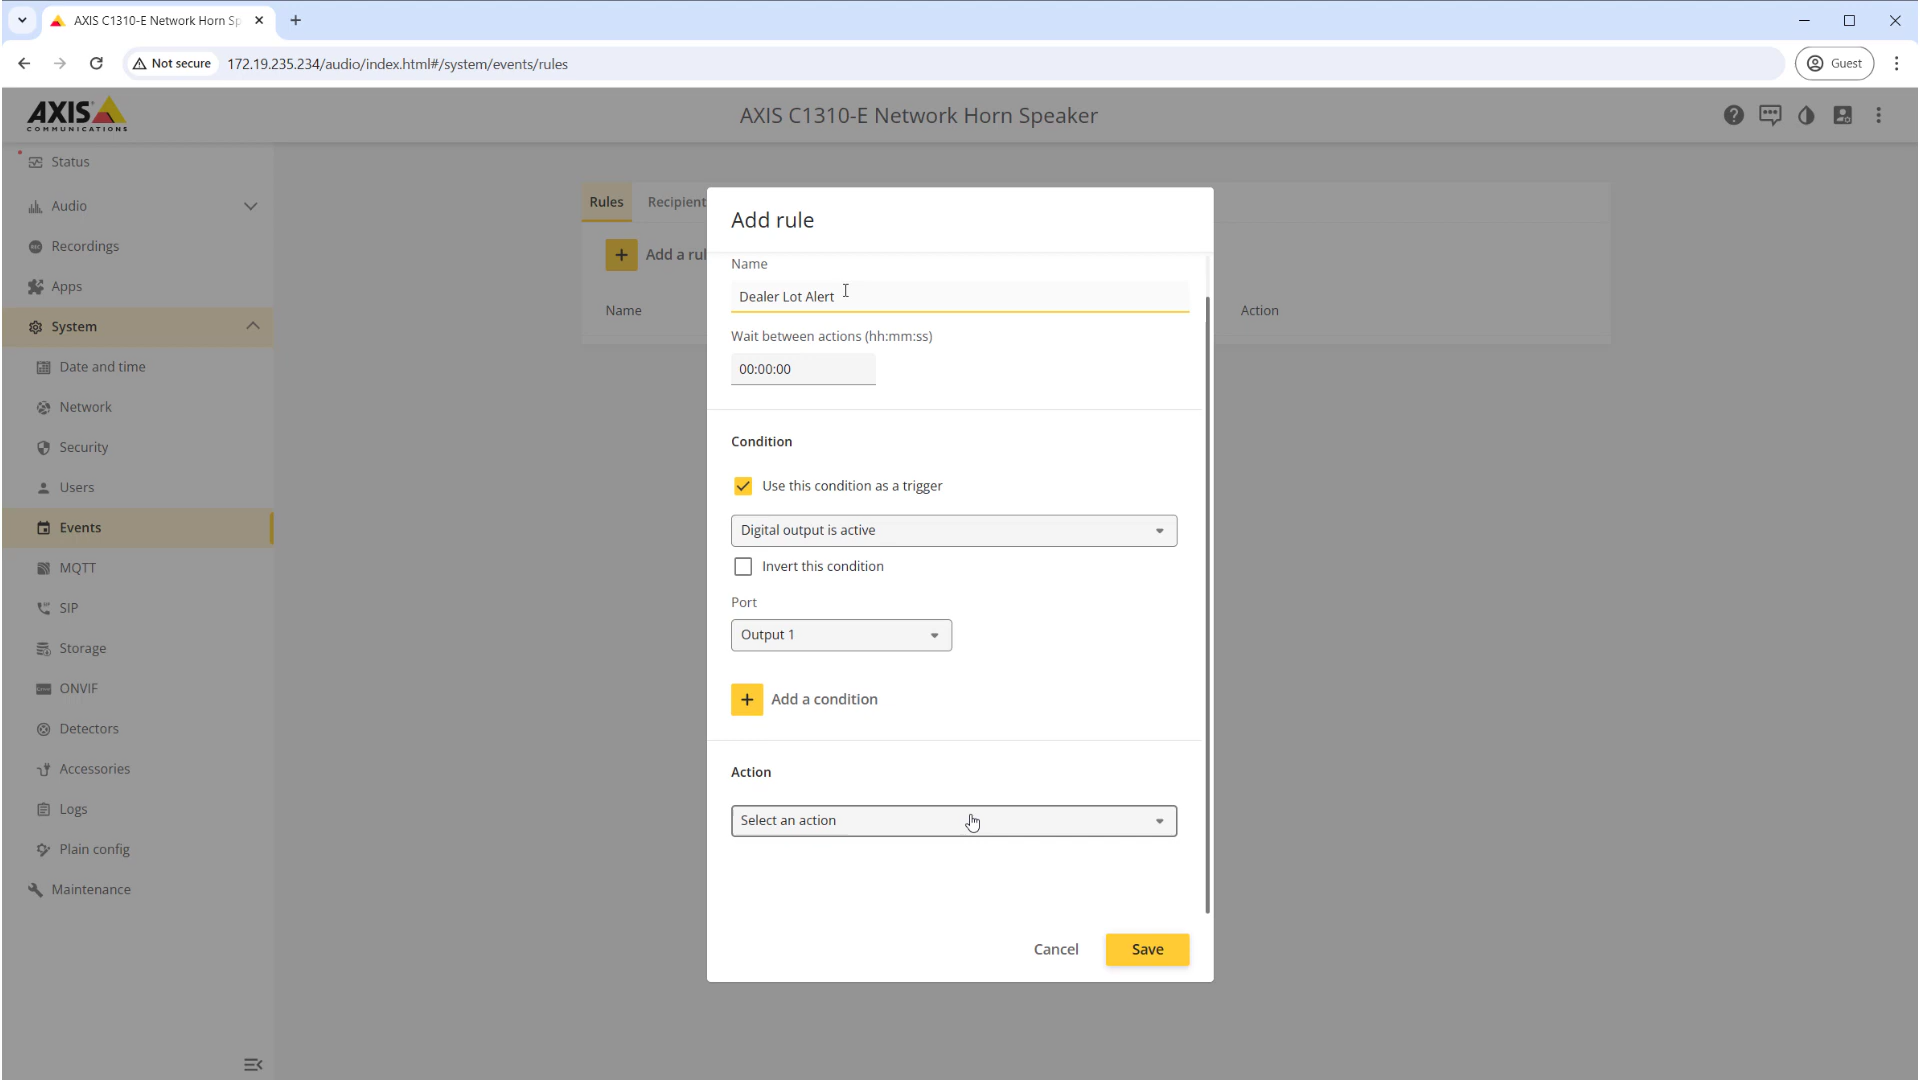 AXIS C1310-E Network Horn Sp
Not secure
172.19.235.234/audio/index.html#/system/events/rules
Guest
AXIS
COMMUNICATIONS
AXIS C1310-E Network Horn Speaker
Status
Audio
Recordings
Apps
System
Date and time
Network
Security
Users
Events
MQTT
SIP
Storage
ONVIF
Detectors
Accessories
Logs
Plain config
Maintenance
Rules
Recipient
Add a rul
Name
Action
Add rule
Name
Dealer Lot Alert
Wait between actions (hh:mm:ss)
00:00:00
Condition
Use this condition as a trigger
Digital output is active
Invert this condition
Port
Output 1
Add a condition
Action
Select an action
Cancel
Save